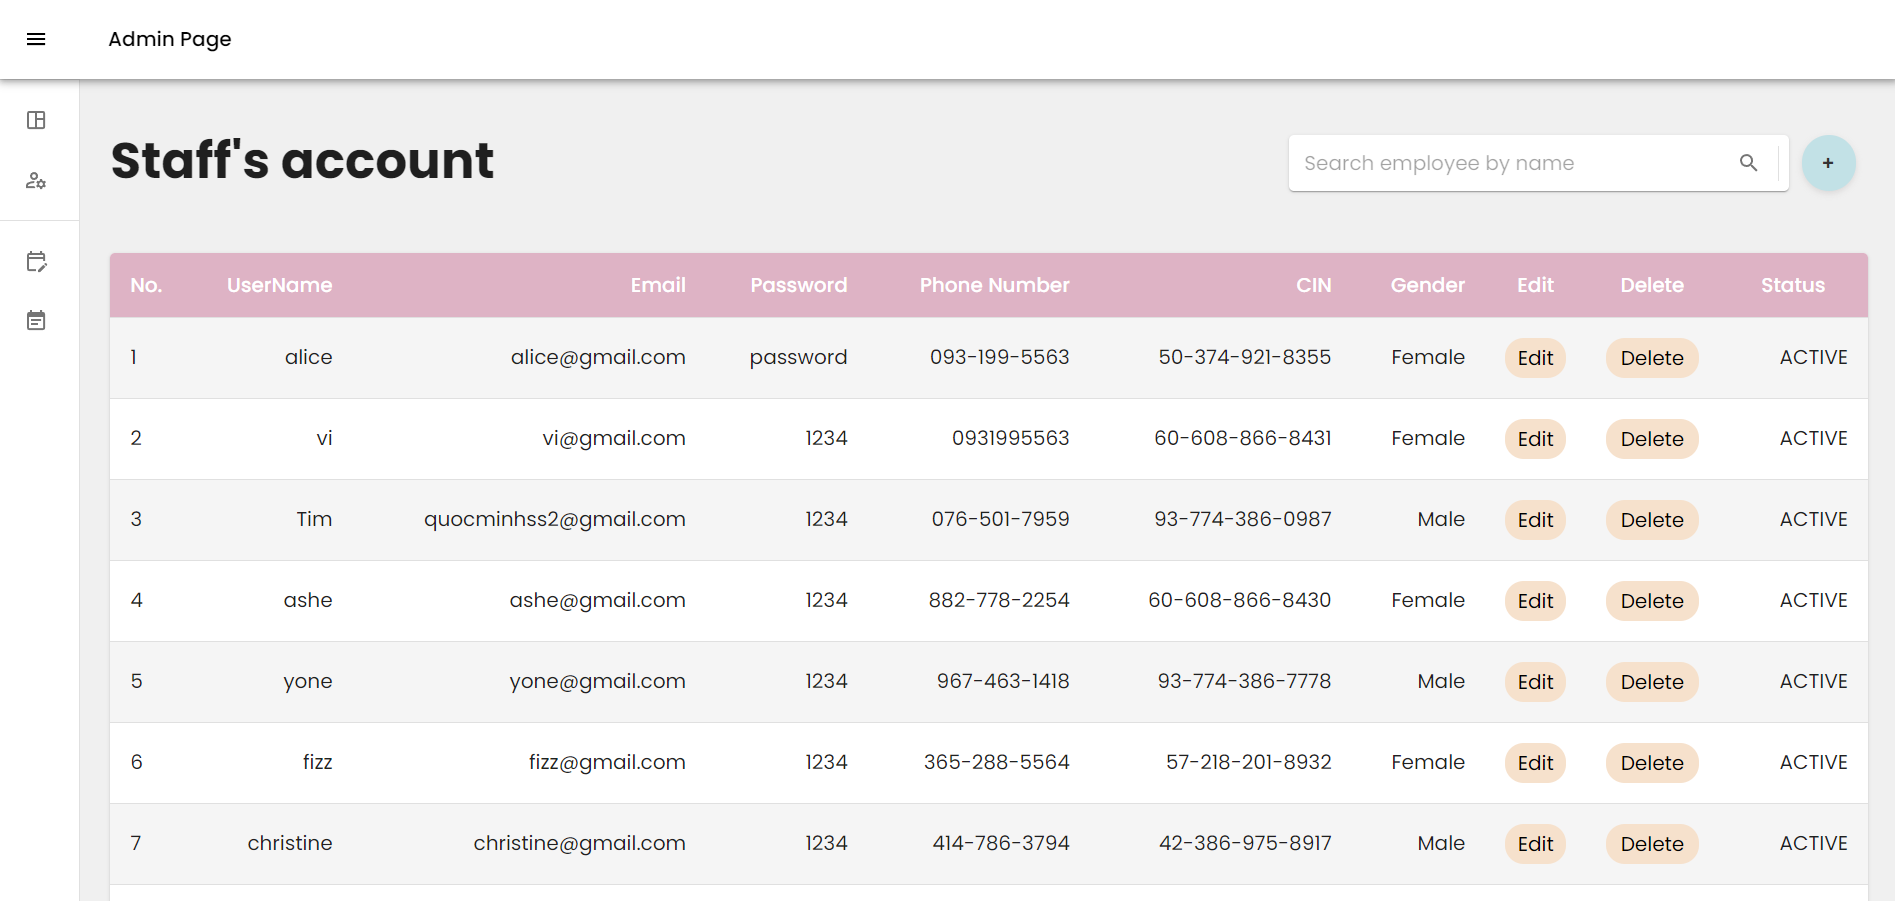 Admin Page
Staff's account
Search employee by name
+
No. UserName Email Password Phone Number CIN Gender Edit Delete Status
1 alice alice@gmail.com password 093-199-5563 50-374-921-8355 Female Edit Delete ACTIVE
2 vi vi@gmail.com 1234 0931995563 60-608-866-8431 Female Edit Delete ACTIVE
3 Tim quocminhss2@gmail.com 1234 076-501-7959 93-774-386-0987 Male Edit Delete ACTIVE
4 ashe ashe@gmail.com 1234 882-778-2254 60-608-866-8430 Female Edit Delete ACTIVE
5 yone yone@gmail.com 1234 967-463-1418 93-774-386-7778 Male Edit Delete ACTIVE
6 fizz fizz@gmail.com 1234 365-288-5564 57-218-201-8932 Female Edit Delete ACTIVE
7 christine christine@gmail.com 1234 414-786-3794 42-386-975-8917 Male Edit Delete ACTIVE